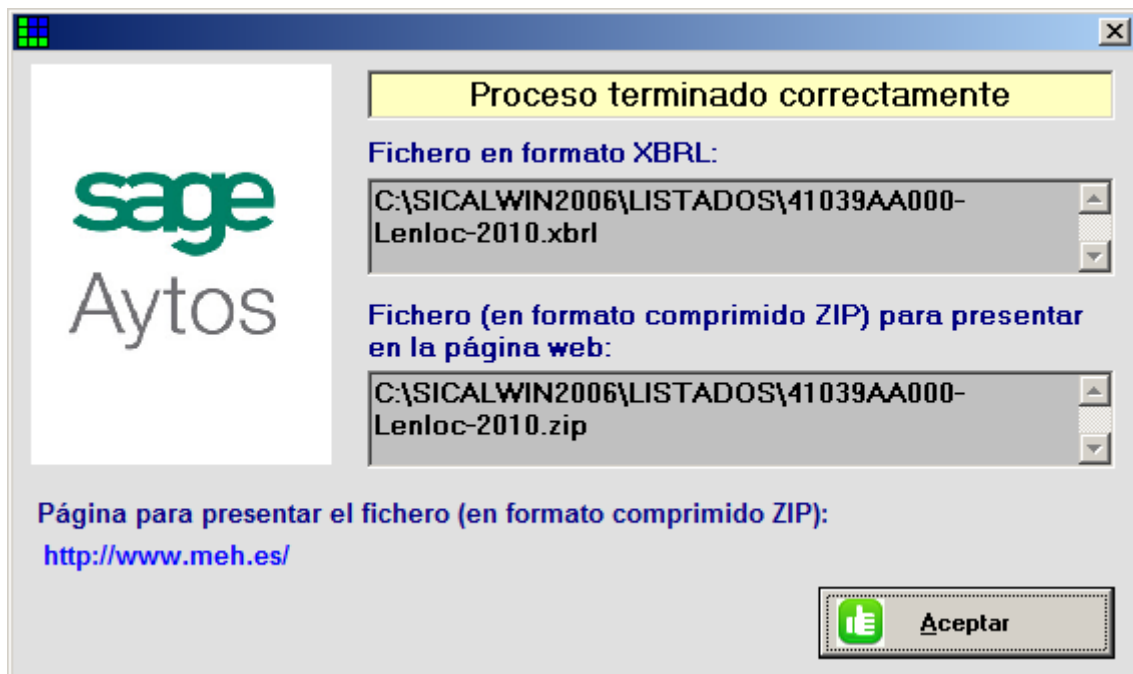 Proceso terminado correctamente
Fichero en formato XBRL:
C:\SICALWIN2006\LISTADOS\41039AA000-
Lenloc-2010.xbrl
sage
Aytos
Fichero (en formato comprimido ZIP) para presentar
en la página web:
C:\SICALWIN2006\LISTADOS\41039AA000-
Lenloc-2010.zip
Página para presentar el fichero (en formato comprimido ZIP):
http://www.meh.es/
Aceptar